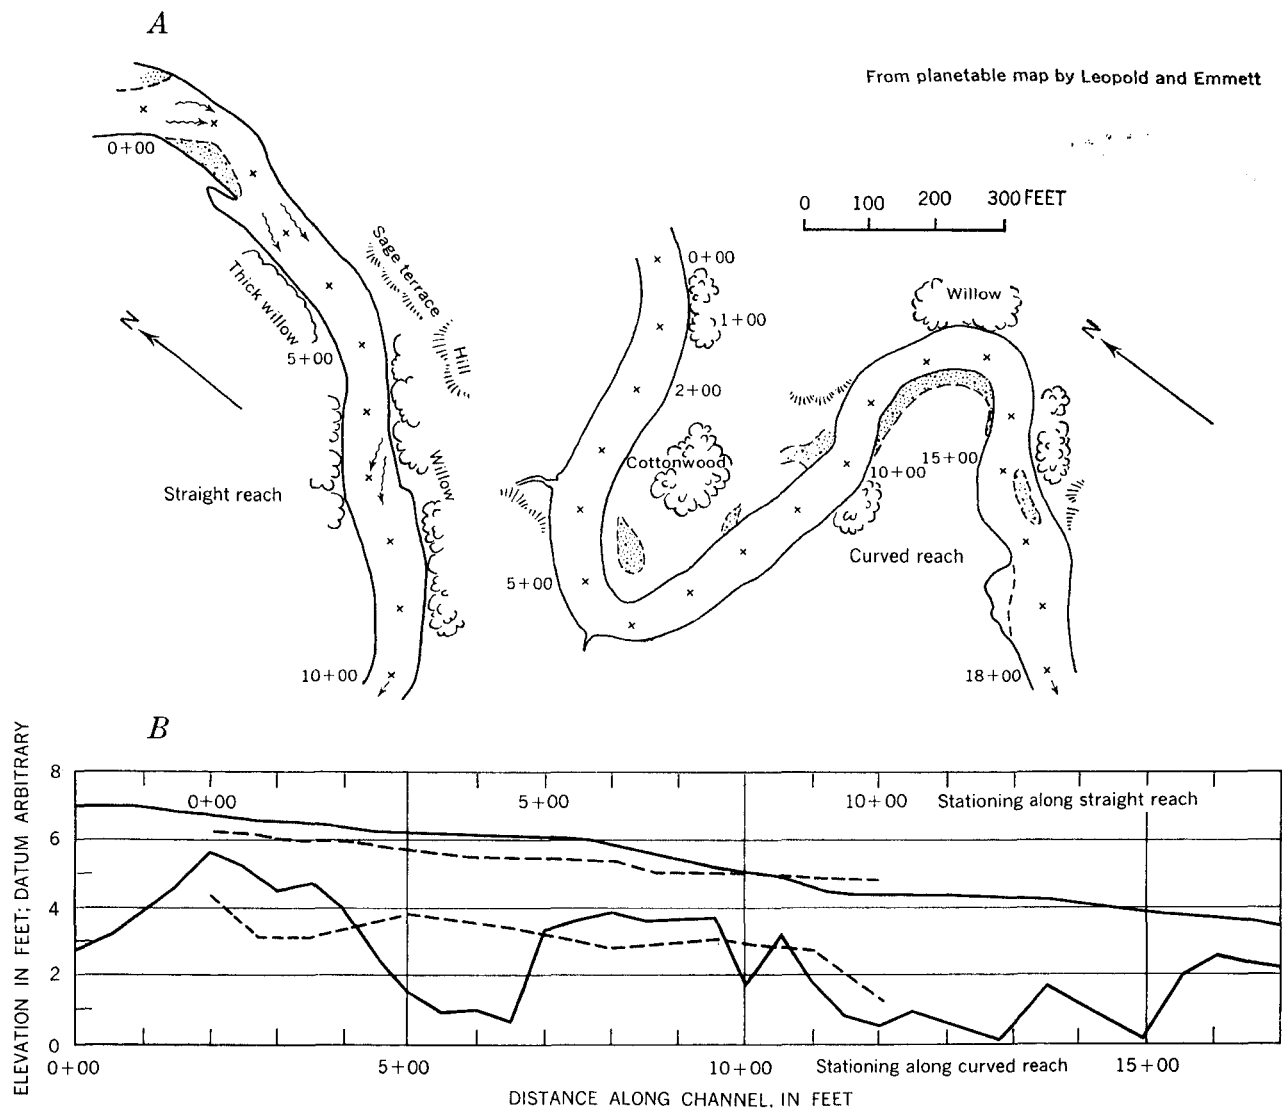 A
From planetable map by Leopold and Emmett
0+00
0 100 200 300 FEET
N
Thick willow
Sage terrace
Hill
5+00
Willow
Straight reach
10+00
0+00
1+00
2+00
Cottonwood
5+00
Willow
N
10+00
15+00
Curved reach
18+00
B
ELEVATION IN FEET; DATUM ARBITRARY
8
6
4
2
0
0+00 5+00 10+00 Stationing along straight reach
0+00 5+00 10+00 Stationing along curved reach 15+00
DISTANCE ALONG CHANNEL, IN FEET